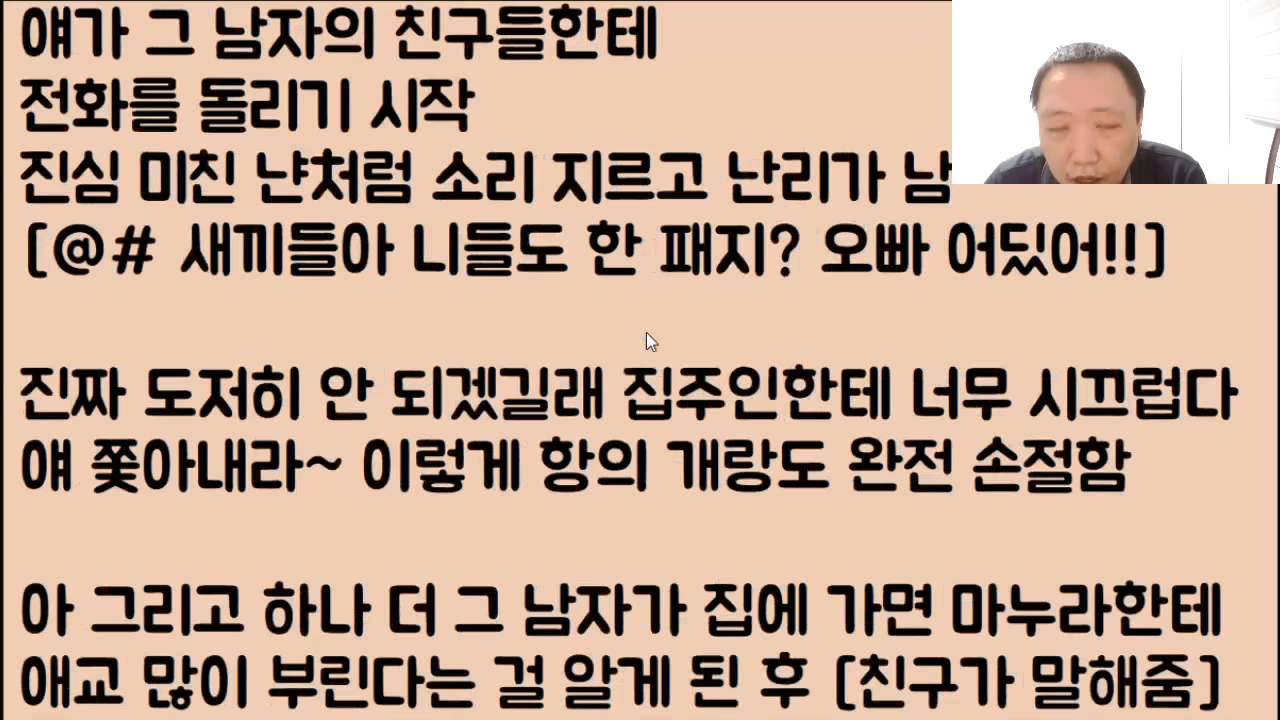 얘가 그 남자의 친구들한테
전화를 돌리기 시작
진심 미친 냔처럼 소리 지르고 난리가 남
[@# 새끼들아 니들도 한 패지? 오빠 어딨어!!]
진짜 도저히 안 되겠길래 집주인한테 너무 시끄럽다
얘 쫓아내라~ 이렇게 항의 개랑도 완전 손절함
아 그리고 하나 더 그 남자가 집에 가면 마누라한테
애교 많이 부린다는 걸 알게 된 후 [친구가 말해줌]